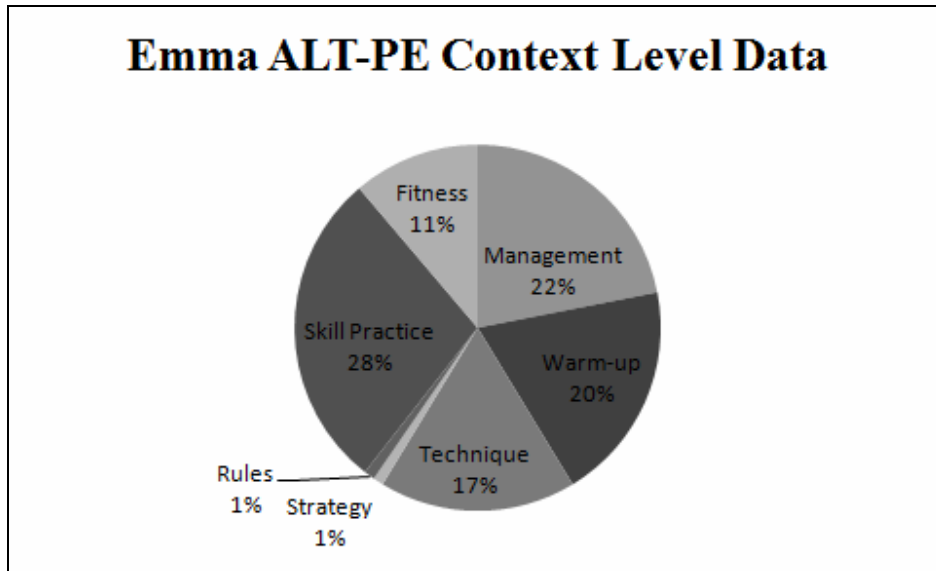 Emma ALT-PE Context Level Data
Fitness
11%
Management
22%
Skill Practice
28%
Warm-up
20%
Technique
17%
Rules
1%
Strategy
1%